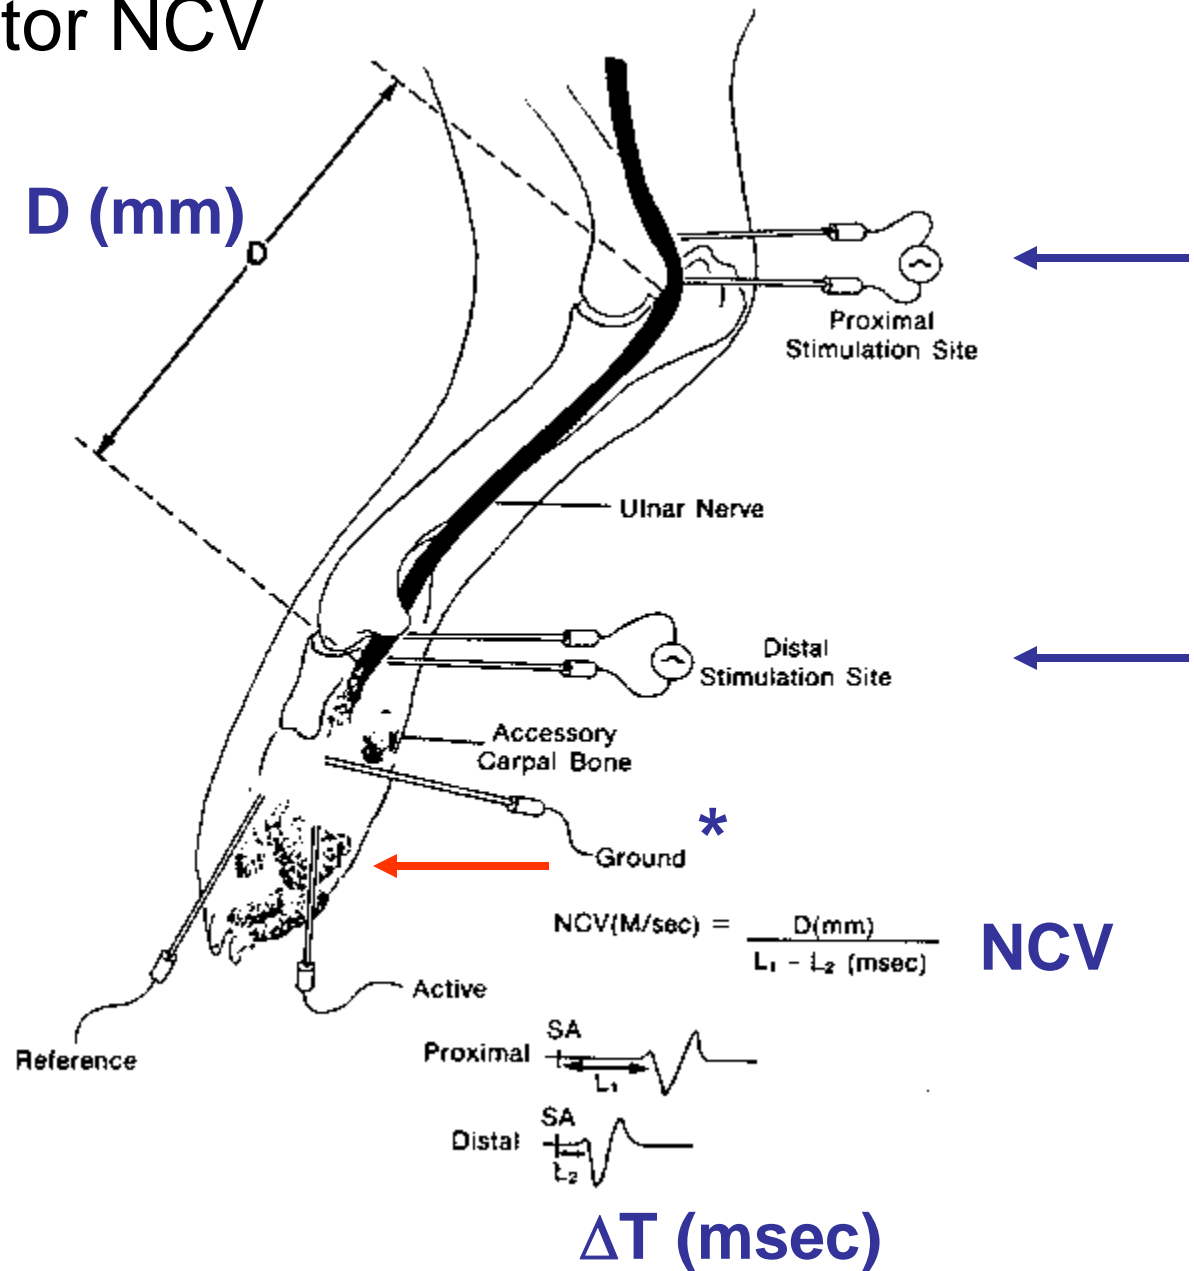 tor NCV
D (mm)
D
Proximal
Stimulation Site
Ulnar Nerve
Distal
Stimulation Site
Accessory
Carpal Bone
*
Ground
NCV(M/sec) = D(mm)
L₁ - L₂ (msec)
NCV
Active
Reference
SA
Proximal
L₁
SA
Distal
L₂
ΔT (msec)